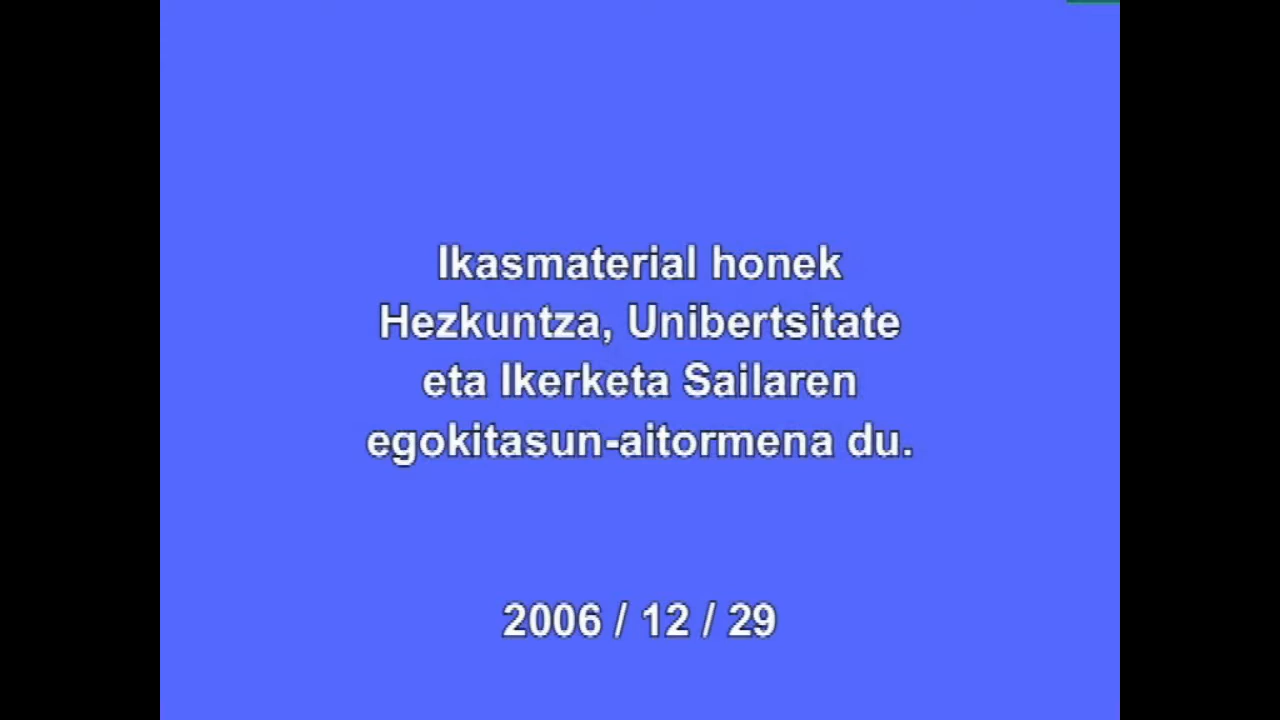 Ikasmaterial honek
Hezkuntza, Unibertsitate
eta Ikerketa Sailaren
egokitasun-aitormena du.
2006 / 12 / 29